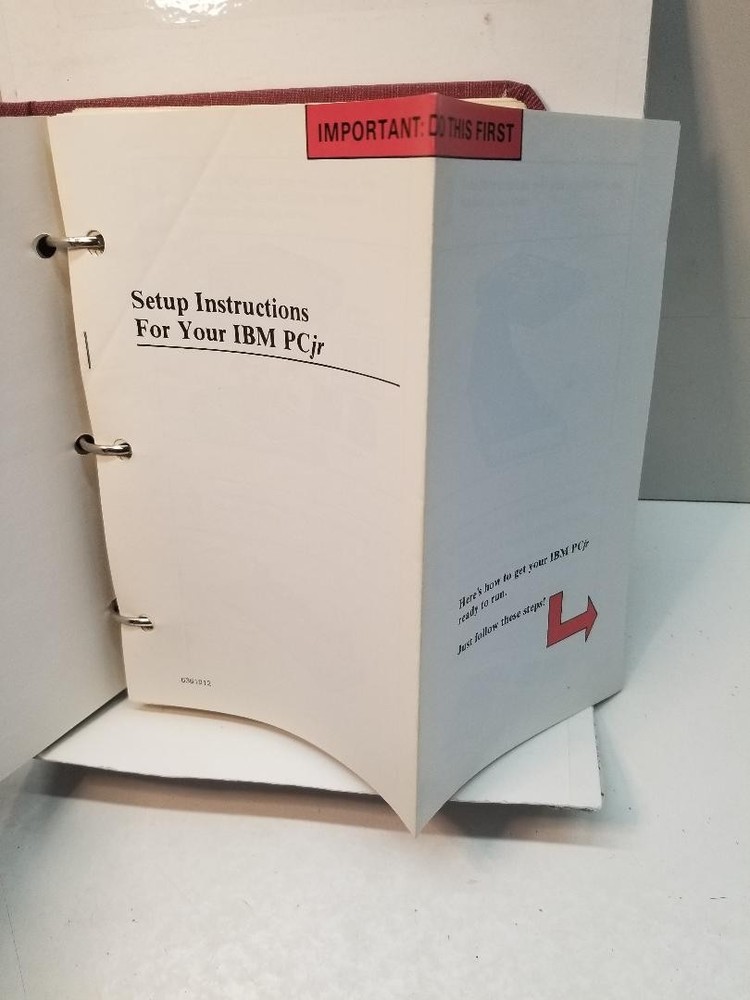 IMPORTANT: DO THIS FIRST
Setup Instructions
For Your IBM PCjr
Here's how to get your IBM PCjr
ready to run.
Just follow these steps!